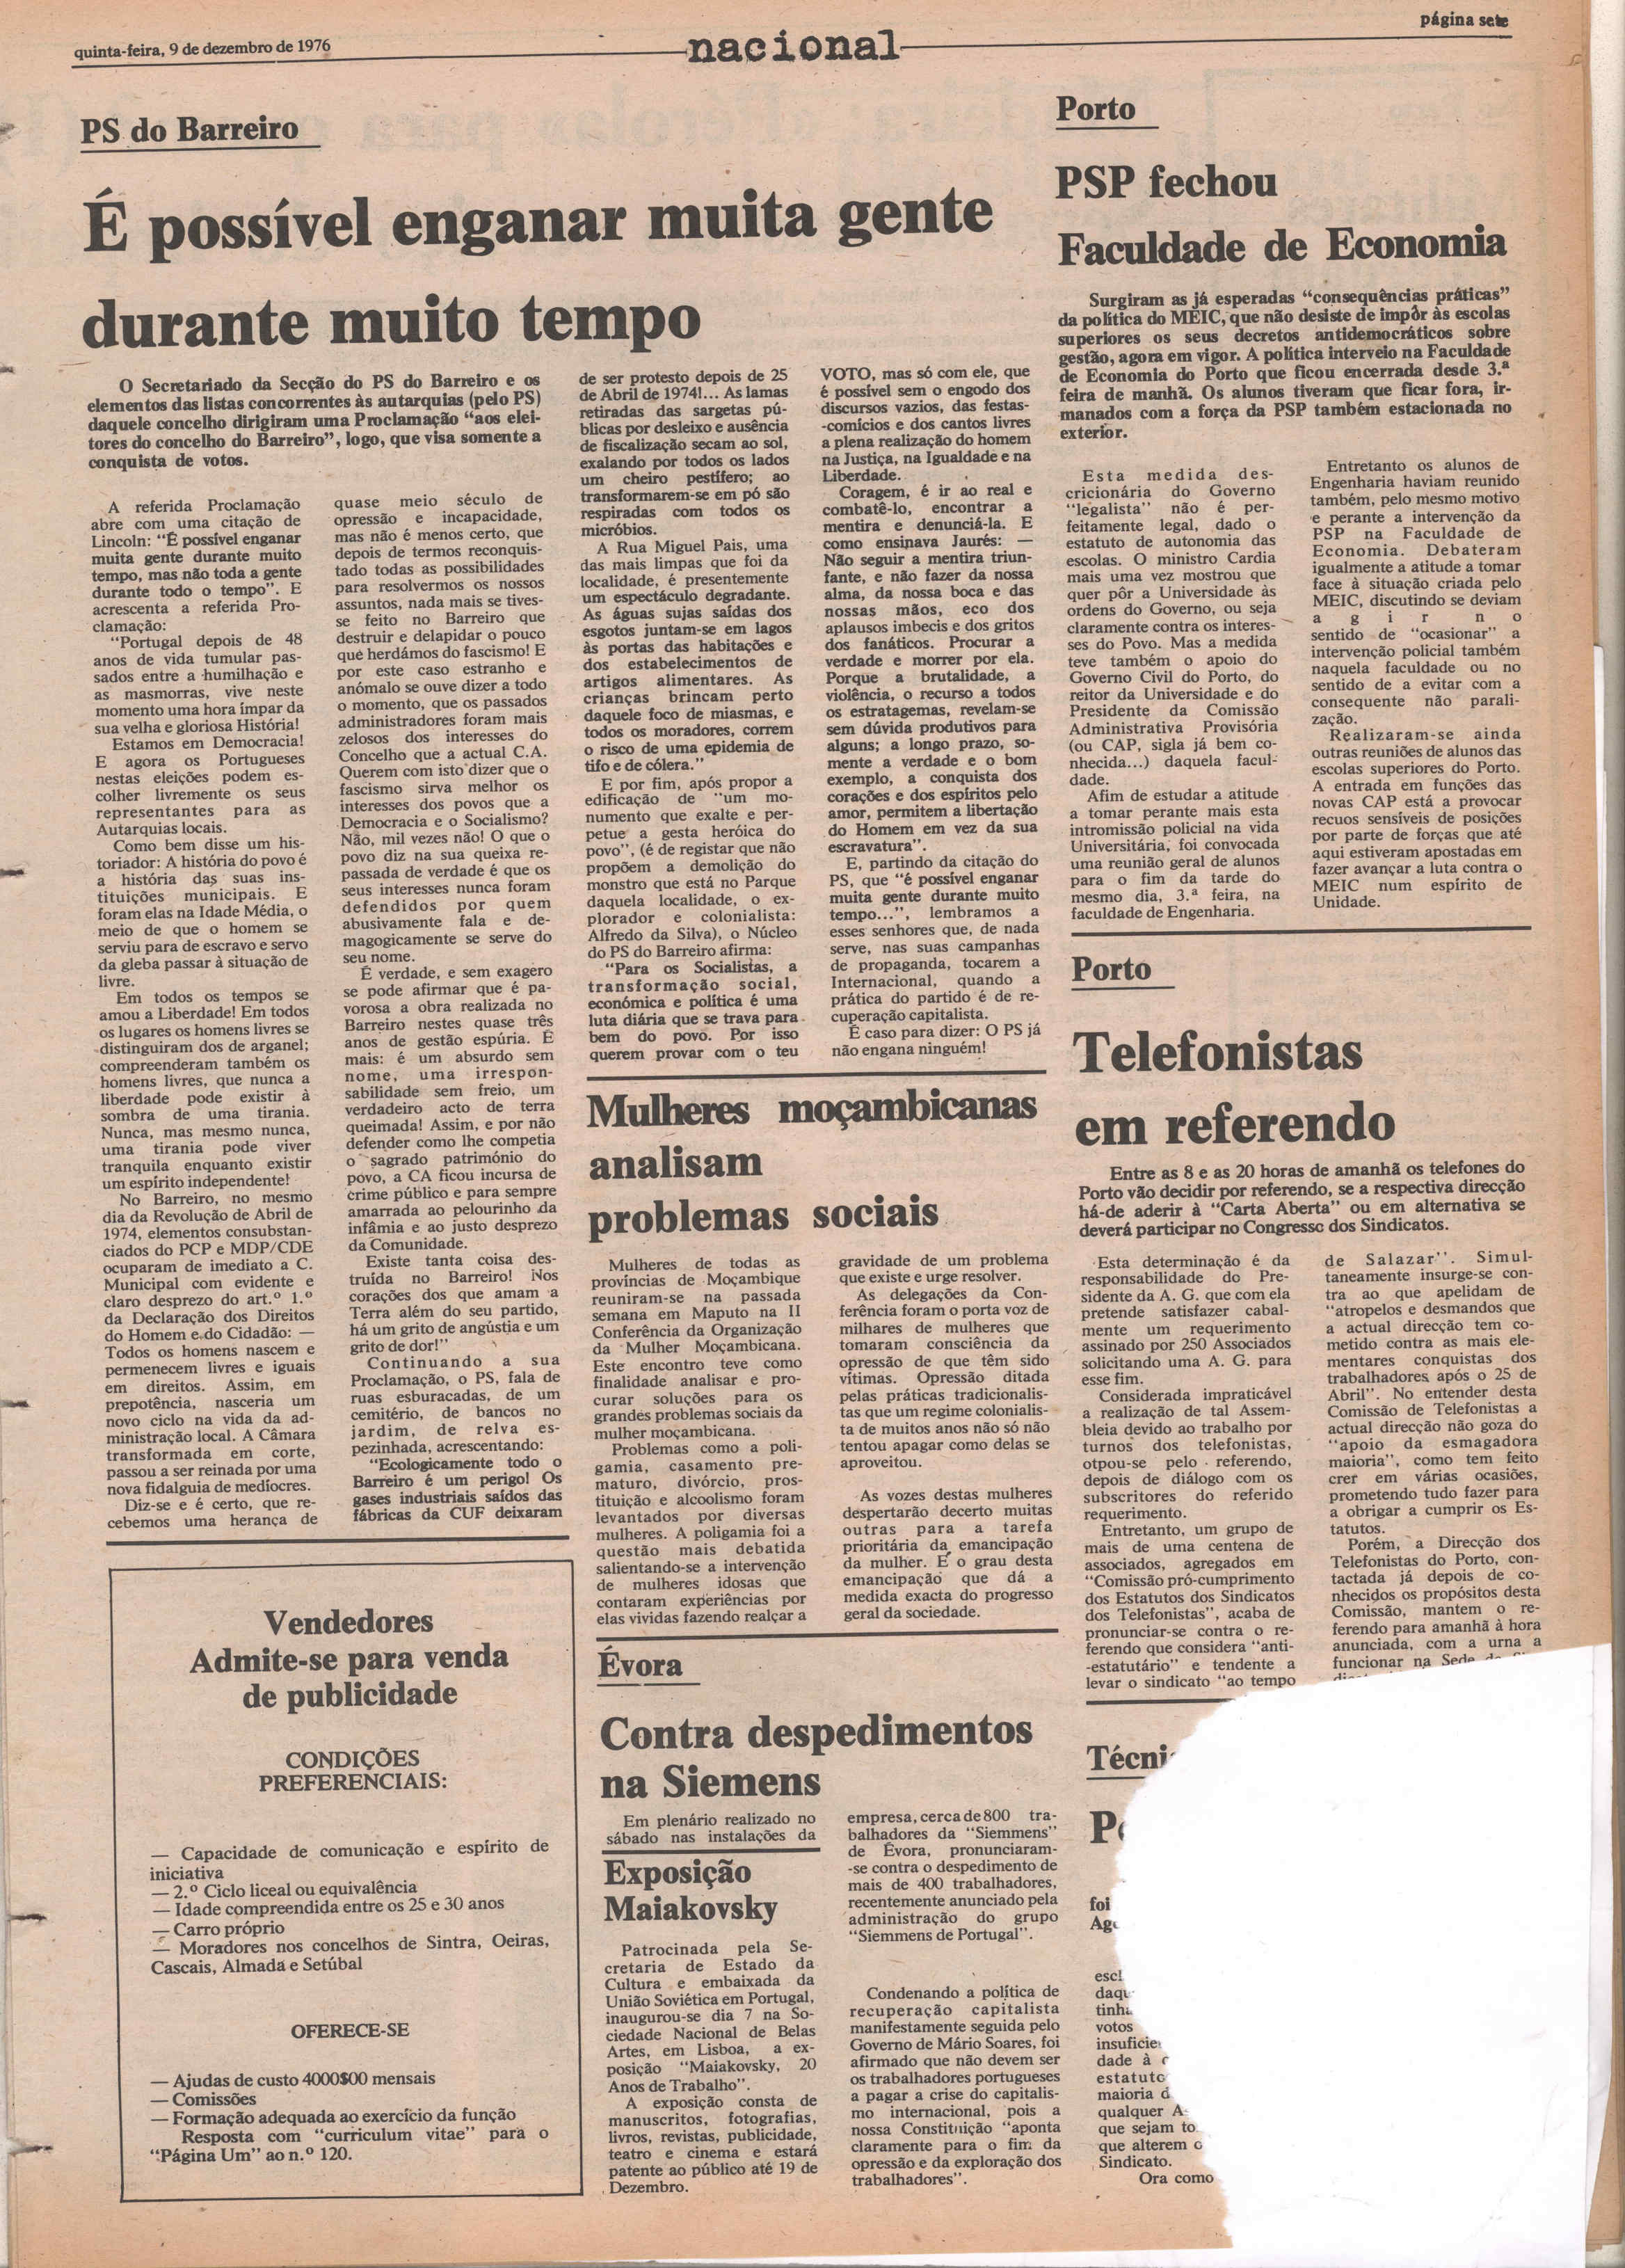 página sete
quinta-feira, 9 de dezembro de 1976
nacional
PS do Barreiro
É possível enganar muita gente
durante muito tempo
O Secretariado da Secção do PS do Barreiro e os
elementos das listas concorrentes às autarquias (pelo PS)
daquele concelho dirigiram uma Proclamação “aos elei-
tores do concelho do Barreiro”, logo, que visa somente a
conquista de votos.
A referida Proclamação
abre com uma citação de
Lincoln: “É possível enganar
muita gente durante muito
tempo, mas não toda a gente
durante todo o tempo”. E
acrescenta a referida Pro-
clamação:
“Portugal depois de 48
anos de vida tumular pas-
sados entre a humilhação e
as masmorras, vive neste
momento uma hora ímpar da
sua velha e gloriosa História!
Estamos em Democracia!
E agora os Portugueses
nestas eleições podem es-
colher livremente os seus
representantes para as
Autarquias locais.
Como bem disse um his-
toriador: A história do povo é
a história das suas ins-
tituições municipais. E
foram elas na Idade Média, o
meio de que o homem se
serviu para de escravo e servo
da gleba passar à situação de
livre.
Em todos os tempos se
amou a Liberdade! Em todos
os lugares os homens livres se
distinguiram dos de arganel;
compreenderam também os
homens livres, que nunca a
liberdade pode existir à
sombra de uma tirania.
Nunca, mas mesmo nunca,
uma tirania pode viver
tranquila enquanto existir
um espírito independente!
No Barreiro, no mesmo
dia da Revolução de Abril de
1974, elementos consubstan-
ciados do PCP e MDP/CDE
ocuparam de imediato a C.
Municipal com evidente e
claro desprezo do art.º 1.º
da Declaração dos Direitos
do Homem e do Cidadão: —
Todos os homens nascem e
permenecem livres e iguais
em direitos. Assim, em
prepotência, nasceria um
novo ciclo na vida da ad-
ministração local. A Câmara
transformada em corte,
passou a ser reinada por uma
nova fidalguia de medíocres.
Diz-se e é certo, que re-
cebemos uma herança de
quase meio século de
opressão e incapacidade,
mas não é menos certo, que
depois de termos reconquis-
tado todas as possibilidades
para resolvermos os nossos
assuntos, nada mais se tives-
se feito no Barreiro que
destruir e delapidar o pouco
que herdámos do fascismo! E
por este caso estranho e
anómalo se ouve dizer a todo
o momento, que os passados
administradores foram mais
zelosos dos interesses do
Concelho que a actual C.A.
Querem com isto dizer que o
fascismo sirva melhor os
interesses dos povos que a
Democracia e o Socialismo?
Não, mil vezes não! O que o
povo diz na sua queixa re-
passada de verdade é que os
seus interesses nunca foram
defendidos por quem
abusivamente fala e de-
magogicamente se serve do
seu nome.
É verdade, e sem exagero
se pode afirmar que é pa-
vorosa a obra realizada no
Barreiro nestes quase três
anos de gestão espúria. É
mais: é um absurdo sem
nome, uma irrespon-
sabilidade sem freio, um
verdadeiro acto de terra
queimada! Assim, e por não
defender como lhe competia
o sagrado património do
povo, a CA ficou incursa de
crime público e para sempre
amarrada ao pelourinho da
infâmia e ao justo desprezo
da Comunidade.
Existe tanta coisa des-
truída no Barreiro! Nos
corações dos que amam a
Terra além do seu partido,
há um grito de angústia e um
grito de dor!”
Continuando a sua
Proclamação, o PS, fala de
ruas esburacadas, de um
cemitério, de bancos no
jardim, de relva es-
pezinhada, acrescentando:
“Ecologicamente todo o
Barreiro é um perigo! Os
gases industriais saídos das
fábricas da CUF deixaram
de ser protesto depois de 25
de Abril de 1974!... As lamas
retiradas das sargetas pú-
blicas por desleixo e ausência
de fiscalização secam ao sol,
exalando por todos os lados
um cheiro pestífero; ao
transformarem-se em pó são
respiradas com todos os
micróbios.
A Rua Miguel Pais, uma
das mais limpas que foi da
localidade, é presentemente
um espectáculo degradante.
As águas sujas saídas dos
esgotos juntam-se em lagos
às portas das habitações e
dos estabelecimentos de
artigos alimentares. As
crianças brincam perto
daquele foco de miasmas, e
todos os moradores, correm
o risco de uma epidemia de
tifo e de cólera.”
E por fim, após propor a
edificação de “um mo-
numento que exalte e per-
petue a gesta heróica do
povo”, (é de registar que não
propõem a demolição do
monstro que está no Parque
daquela localidade, o ex-
plorador e colonialista:
Alfredo da Silva), o Núcleo
do PS do Barreiro afirma:
“Para os Socialistas, a
transformação social,
económica e política é uma
luta diária que se trava para
bem do povo. Por isso
querem provar com o teu
VOTO, mas só com ele, que
é possível sem o engodo dos
discursos vazios, das festas-
-comícios e dos cantos livres
a plena realização do homem
na Justiça, na Igualdade e na
Liberdade.
Coragem, é ir ao real e
combatê-lo, encontrar a
mentira e denunciá-la. E
como ensinava Jaurés: —
Não seguir a mentira triun-
fante, e não fazer da nossa
alma, da nossa boca e das
nossas mãos, eco dos
aplausos imbecis e dos gritos
dos fanáticos. Procurar a
verdade e morrer por ela.
Porque a brutalidade, a
violência, o recurso a todos
os estratagemas, revelam-se
sem dúvida produtivos para
alguns; a longo prazo, so-
mente a verdade e o bom
exemplo, a conquista dos
corações e dos espíritos pelo
amor, permitem a libertação
do Homem em vez da sua
escravatura”.
E, partindo da citação do
PS, que “é possível enganar
muita gente durante muito
tempo...”, lembramos a
esses senhores que, de nada
serve, nas suas campanhas
de propaganda, tocarem a
Internacional, quando a
prática do partido é de re-
cuperação capitalista.
É caso para dizer: O PS já
não engana ninguém!
Porto
PSP fechou
Faculdade de Economia
Surgiram as já esperadas “consequências práticas”
da política do MEIC, que não desiste de impôr às escolas
superiores os seus decretos antidemocráticos sobre
gestão, agora em vigor. A política interveio na Faculdade
de Economia do Porto que ficou encerrada desde 3.ª
feira de manhã. Os alunos tiveram que ficar fora, ir-
manados com a força da PSP também estacionada no
exterior.
Esta medida des-
cricionária do Governo
“legalista” não é per-
feitamente legal, dado o
estatuto de autonomia das
escolas. O ministro Cardia
mais uma vez mostrou que
quer pôr a Universidade às
ordens do Governo, ou seja
claramente contra os interes-
ses do Povo. Mas a medida
teve também o apoio do
Governo Civil do Porto, do
reitor da Universidade e do
Presidente da Comissão
Administrativa Provisória
(ou CAP, sigla já bem co-
nhecida...) daquela facul-
dade.
Afim de estudar a atitude
a tomar perante mais esta
intromissão policial na vida
Universitária, foi convocada
uma reunião geral de alunos
para o fim da tarde do
mesmo dia, 3.ª feira, na
faculdade de Engenharia.
Entretanto os alunos de
Engenharia haviam reunido
também, pelo mesmo motivo
e perante a intervenção da
PSP na Faculdade de
Economia. Debateram
igualmente a atitude a tomar
face à situação criada pelo
MEIC, discutindo se deviam
a g i r n o
sentido de “ocasionar” a
intervenção policial também
naquela faculdade ou no
sentido de a evitar com a
consequente não parali-
zação.
Realizaram-se ainda
outras reuniões de alunos das
escolas superiores do Porto.
A entrada em funções das
novas CAP está a provocar
recuos sensíveis de posições
por parte de forças que até
aqui estiveram apostadas em
fazer avançar a luta contra o
MEIC num espírito de
Unidade.
Mulheres moçambicanas
analisam
problemas sociais
Mulheres de todas as
províncias de Moçambique
reuniram-se na passada
semana em Maputo na II
Conferência da Organização
da Mulher Moçambicana.
Este encontro teve como
finalidade analisar e pro-
curar soluções para os
grandes problemas sociais da
mulher moçambicana.
Problemas como a poli-
gamia, casamento pre-
maturo, divórcio, pros-
tituição e alcoolismo foram
levantados por diversas
mulheres. A poligamia foi a
questão mais debatida
salientando-se a intervenção
de mulheres idosas que
contaram experiências por
elas vividas fazendo realçar a
gravidade de um problema
que existe e urge resolver.
As delegações da Con-
ferência foram o porta voz de
milhares de mulheres que
tomaram consciência da
opressão de que têm sido
vítimas. Opressão ditada
pelas práticas tradicionalis-
tas que um regime colonialis-
ta de muitos anos não só não
tentou apagar como delas se
aproveitou.
As vozes destas mulheres
despertarão decerto muitas
outras para a tarefa
prioritária da emancipação
da mulher. É o grau desta
emancipação que dá a
medida exacta do progresso
geral da sociedade.
Porto
Telefonistas
em referendo
Entre as 8 e as 20 horas de amanhã os telefones do
Porto vão decidir por referendo, se a respectiva direcção
há-de aderir à “Carta Aberta” ou em alternativa se
deverá participar no Congresso dos Sindicatos.
Esta determinação é da
responsabilidade do Pre-
sidente da A. G. que com ela
pretende satisfazer cabal-
mente um requerimento
assinado por 250 Associados
solicitando uma A. G. para
esse fim.
Considerada impraticável
a realização de tal Assem-
bleia devido ao trabalho por
turnos dos telefonistas,
otpou-se pelo referendo,
depois de diálogo com os
subscritores do referido
requerimento.
Entretanto, um grupo de
mais de uma centena de
associados, agregados em
“Comissão pró-cumprimento
dos Estatutos dos Sindicatos
dos Telefonistas”, acaba de
pronunciar-se contra o re-
ferendo que considera “anti-
-estatutário” e tendente a
levar o sindicato “ao tempo
de Salazar”. Simul-
taneamente insurge-se con-
tra ao que apelidam de
“atropelos e desmandos que
a actual direcção tem co-
metido contra as mais ele-
mentares conquistas dos
trabalhadores após o 25 de
Abril”. No entender desta
Comissão de Telefonistas a
actual direcção não goza do
“apoio da esmagadora
maioria”, como tem feito
crer em várias ocasiões,
prometendo tudo fazer para
a obrigar a cumprir os Es-
tatutos.
Porém, a Direcção dos
Telefonistas do Porto, con-
tactada já depois de co-
nhecidos os propósitos desta
Comissão, mantem o re-
ferendo para amanhã à hora
anunciada, com a urna a
funcionar na Sede
Vendedores
Admite-se para venda
de publicidade
CONDIÇÕES
PREFERENCIAIS:
— Capacidade de comunicação e espírito de
iniciativa
— 2.º Ciclo liceal ou equivalência
— Idade compreendida entre os 25 e 30 anos
— Carro próprio
— Moradores nos concelhos de Sintra, Oeiras,
Cascais, Almada e Setúbal
OFERECE-SE
— Ajudas de custo 4000$00 mensais
— Comissões
— Formação adequada ao exercício da função
Resposta com “curriculum vitae” para o
“Página Um” ao n.º 120.
Évora
Contra despedimentos
na Siemens
Em plenário realizado no
sábado nas instalações da
empresa, cerca de 800 tra-
balhadores da “Siemmens”
de Évora, pronunciaram-
-se contra o despedimento de
mais de 400 trabalhadores,
recentemente anunciado pela
administração do grupo
“Siemmens de Portugal”.
Condenando a política de
recuperação capitalista
manifestamente seguida pelo
Governo de Mário Soares, foi
afirmado que não devem ser
os trabalhadores portugueses
a pagar a crise do capitalis-
mo internacional, pois a
nossa Constituição “aponta
claramente para o fim da
opressão e da exploração dos
trabalhadores”.
Exposição
Maiakovsky
Patrocinada pela Se-
cretaria de Estado da
Cultura e embaixada da
União Soviética em Portugal,
inaugurou-se dia 7 na So-
ciedade Nacional de Belas
Artes, em Lisboa, a ex-
posição “Maiakovsky, 20
Anos de Trabalho”.
A exposição consta de
manuscritos, fotografias,
livros, revistas, publicidade,
teatro e cinema e estará
patente ao público até 19 de
Dezembro.
Técni
foi
escl
daqu
tinha
votos
insuficie
dade à
estatuto
maioria d
qualquer A
que sejam to
que alterem o
Sindicato.
Ora como